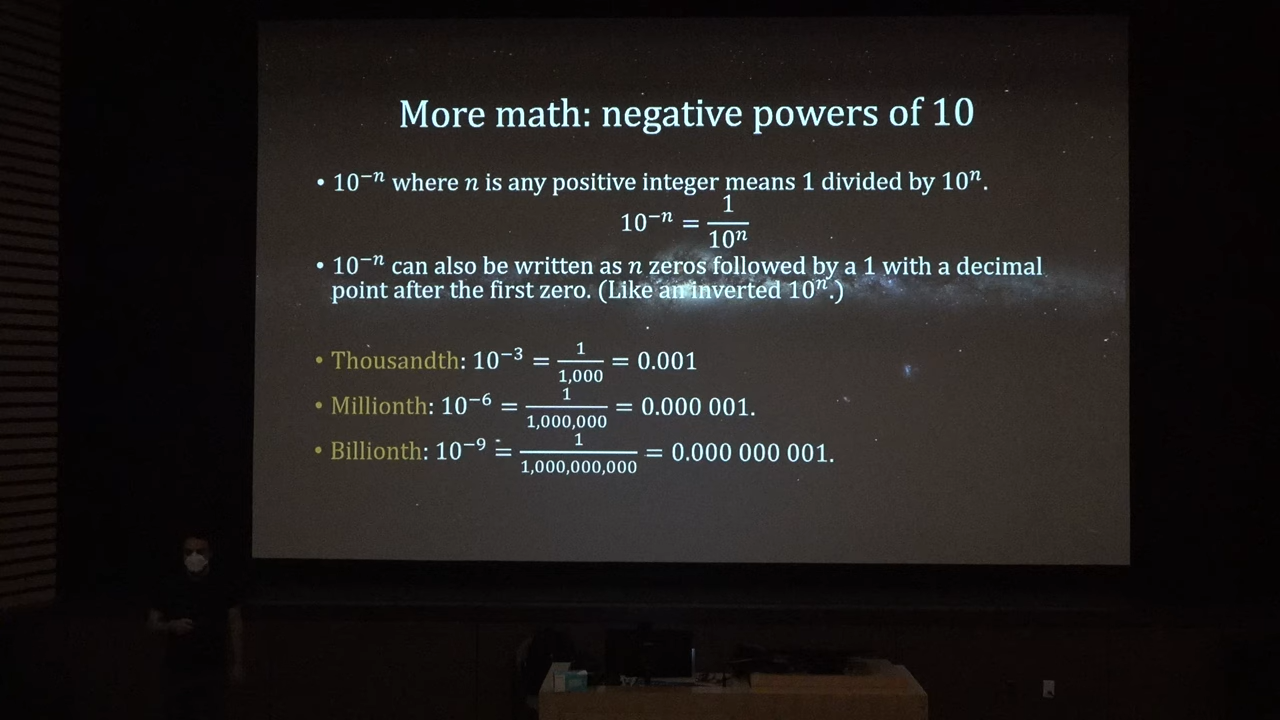 More math: negative powers of 10
• 10⁻ⁿ where n is any positive integer means 1 divided by 10ⁿ.
10⁻ⁿ = 1/10ⁿ
• 10⁻ⁿ can also be written as n zeros followed by a 1 with a decimal
point after the first zero. (Like an inverted 10ⁿ.)
• Thousandth: 10⁻³ = 1/1,000 = 0.001
• Millionth: 10⁻⁶ = 1/1,000,000 = 0.000 001.
• Billionth: 10⁻⁹ = 1/1,000,000,000 = 0.000 000 001.